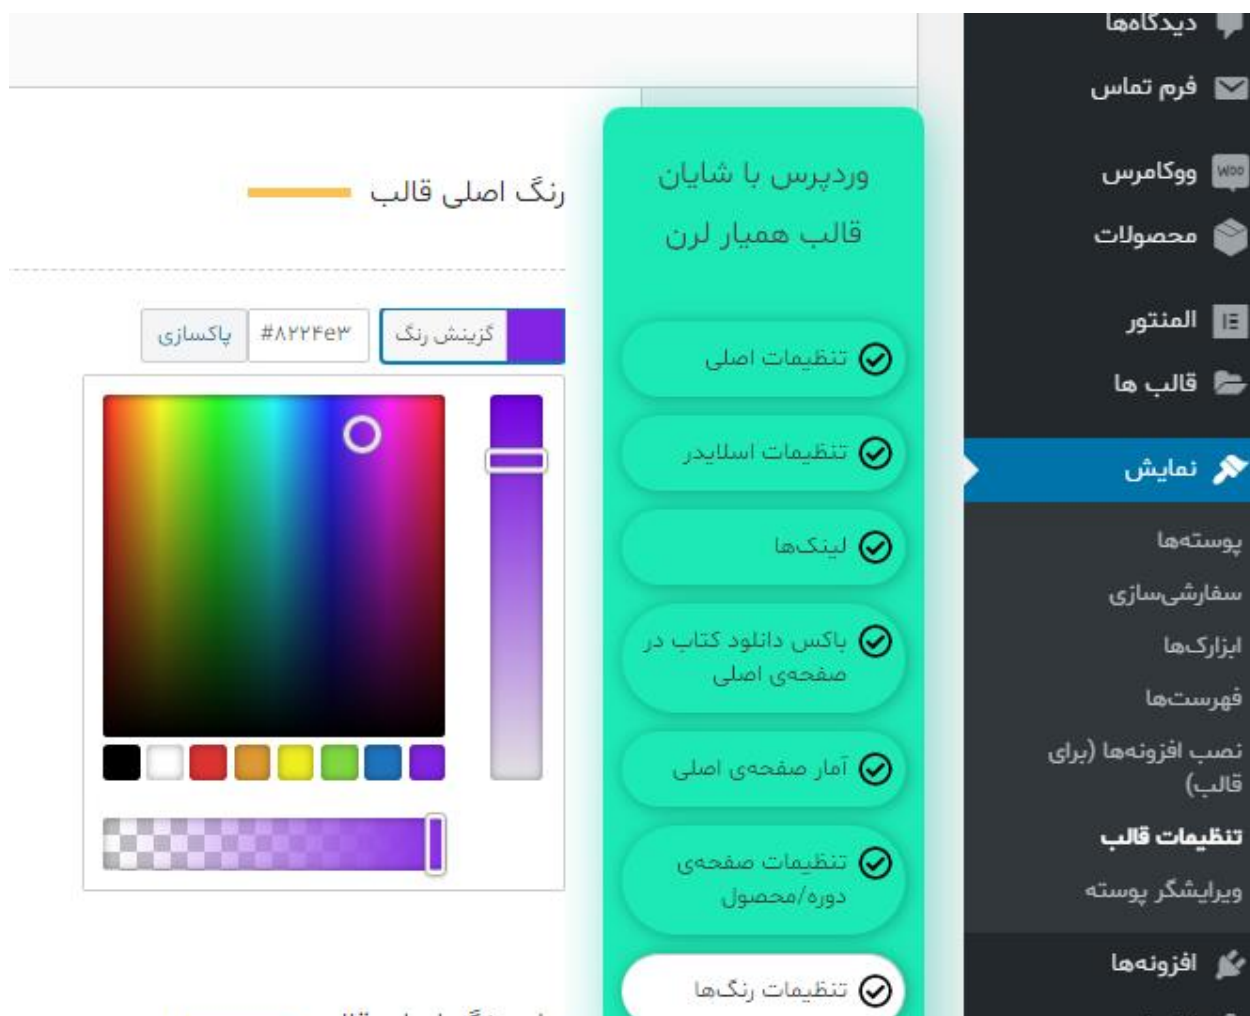 دیدگاه‌ها
فرم تماس
ووکامرس
محصولات
المنتور
قالب ها
نمایش
پوسته‌ها
سفارشی‌سازی
ابزارک‌ها
فهرست‌ها
نصب افزونه‌ها (برای
قالب)
تنظیمات قالب
ویرایشگر پوسته
افزونه‌ها
وردپرس با شایان
قالب همیار لرن
تنظیمات اصلی
تنظیمات اسلایدر
لینک‌ها
باکس دانلود کتاب در
صفحه‌ی اصلی
آمار صفحه‌ی اصلی
تنظیمات صفحه‌ی
دوره/محصول
تنظیمات رنگ‌ها
رنگ اصلی قالب
گزینش رنگ
#۸۲۲۴e۳
پاکسازی